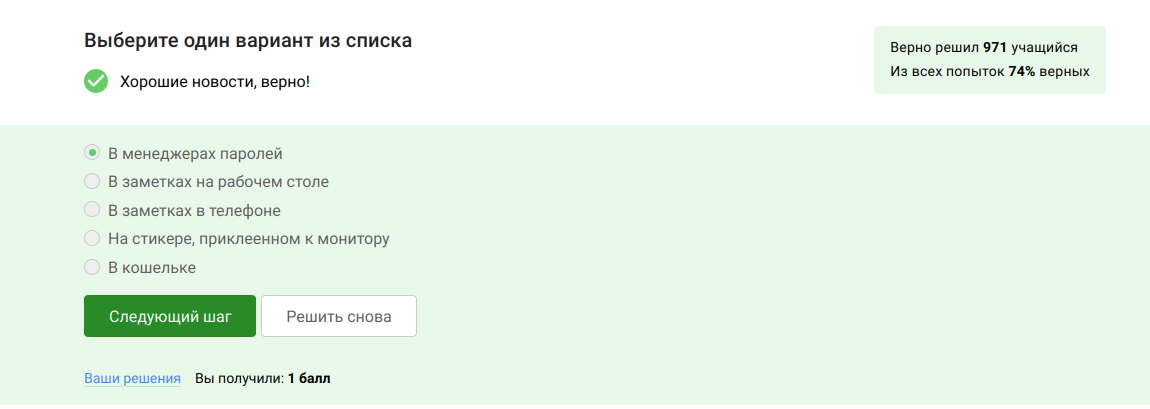 Выберите один вариант из списка
Хорошие новости, верно!
Верно решил 971 учащийся
Из всех попыток 74% верных
В менеджерах паролей
В заметках на рабочем столе
В заметках в телефоне
На стикере, приклеенном к монитору
В кошельке
Следующий шаг
Решить снова
Ваши решения Вы получили: 1 балл